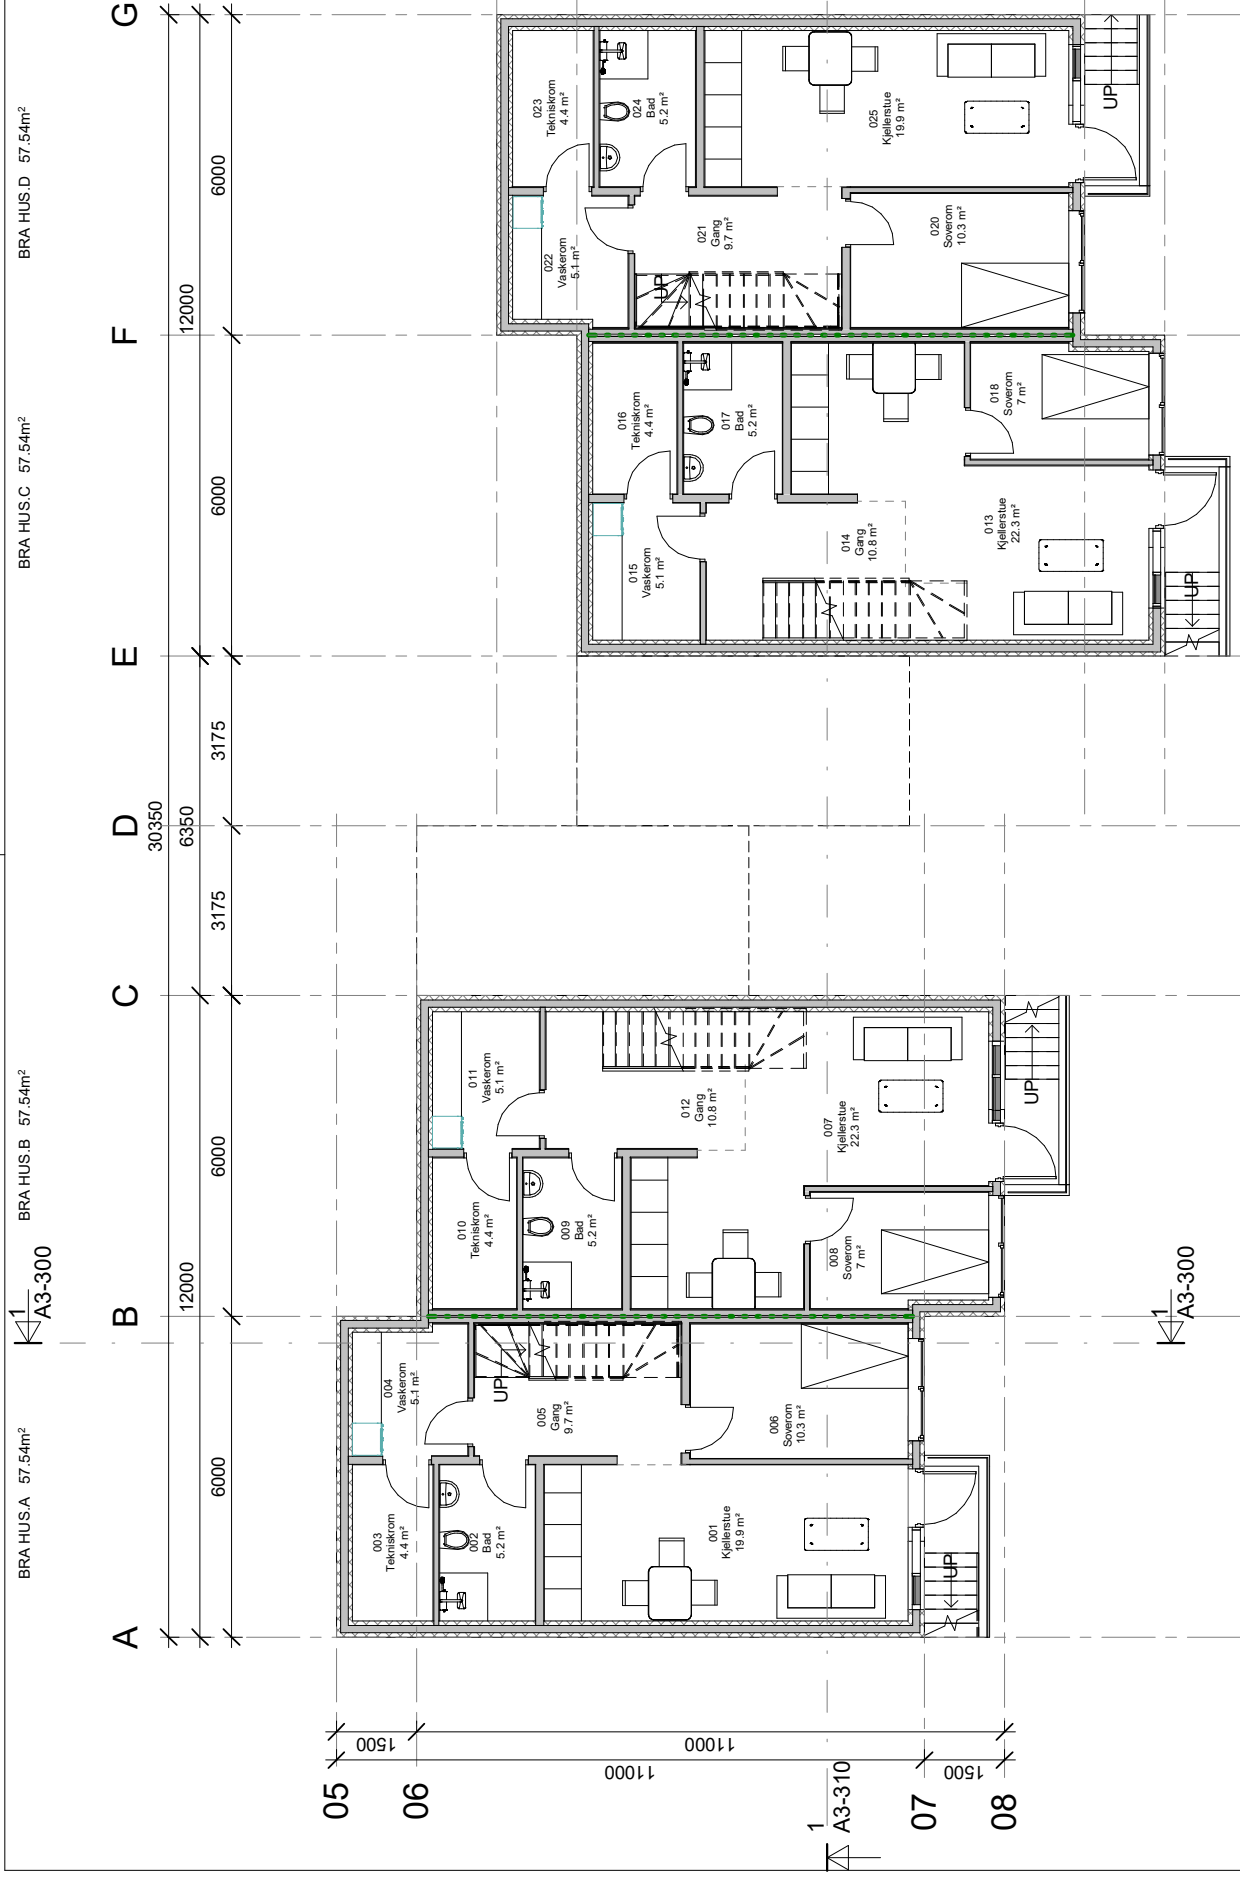 BRA HUS.A 57.54m²
BRA HUS.B 57.54m²
BRA HUS.C 57.54m²
BRA HUS.D 57.54m²
1
A3-300
A
B
C
D
E
F
G
30350
12000
6350
12000
6000
6000
3175
3175
6000
6000
05
06
07
08
1500
11000
11000
1500
1
A3-310
1
A3-300
003
Tekniskrom
4.4 m²
004
Vaskerom
5.1 m²
002
Bad
5.2 m²
UP
005
Gang
9.7 m²
001
Kjellerstue
19.9 m²
006
Soverom
10.3 m²
UP
010
Tekniskrom
4.4 m²
011
Vaskerom
5.1 m²
009
Bad
5.2 m²
012
Gang
10.8 m²
008
Soverom
7 m²
007
Kjellerstue
22.3 m²
UP
015
Vaskerom
5.1 m²
016
Tekniskrom
4.4 m²
017
Bad
5.2 m²
014
Gang
10.8 m²
013
Kjellerstue
22.3 m²
018
Soverom
7 m²
UP
022
Vaskerom
5.1 m²
023
Tekniskrom
4.4 m²
024
Bad
5.2 m²
UP
021
Gang
9.7 m²
020
Soverom
10.3 m²
025
Kjellerstue
19.9 m²
UP